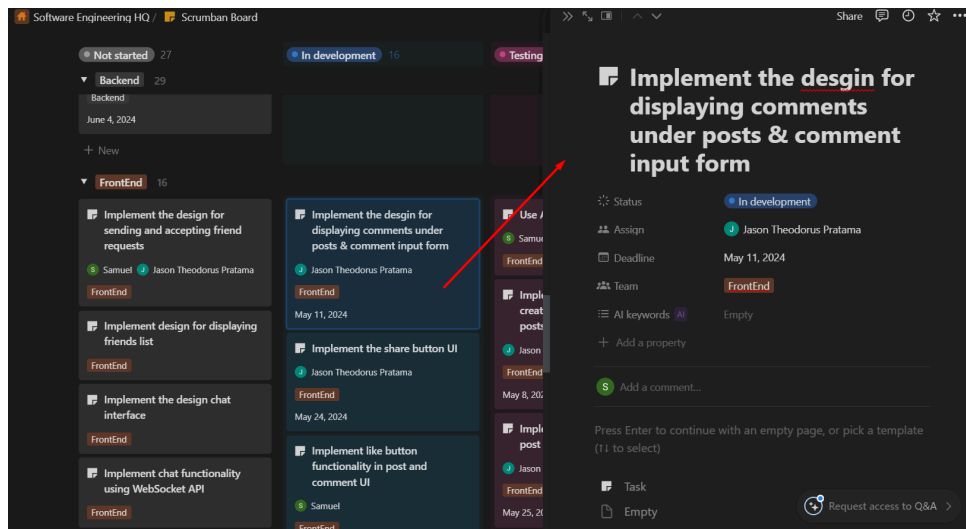 Software Engineering HQ / Scrumban Board
Share
Not started 27
In development 16
Testing
Backend 29
Backend
June 4, 2024
+ New
FrontEnd 16
Implement the design for
sending and accepting friend
requests
Samuel J Jason Theodorus Pratama
FrontEnd
Implement design for displaying
friends list
FrontEnd
Implement the design chat
interface
FrontEnd
Implement chat functionality
using WebSocket API
FrontEnd
Implement the desgin for
displaying comments under
posts & comment input form
J Jason Theodorus Pratama
FrontEnd
May 11, 2024
Implement the share button UI
J Jason Theodorus Pratama
FrontEnd
May 24, 2024
Implement like button
functionality in post and
comment UI
S Samuel
FrontEnd
Use
S
FrontEnd
creat
posts
J Jason
FrontEnd
May 8,
post
J Jason
FrontEnd
May 25,
Implement the desgin for
displaying comments
under posts & comment
input form
Status In development
Assign J Jason Theodorus Pratama
Deadline May 11, 2024
Team FrontEnd
AI keywords AI Empty
+ Add a property
S Add a comment...
Press Enter to continue with an empty page, or pick a template
(↑↓ to select)
Task
Empty
Request access to Q&A